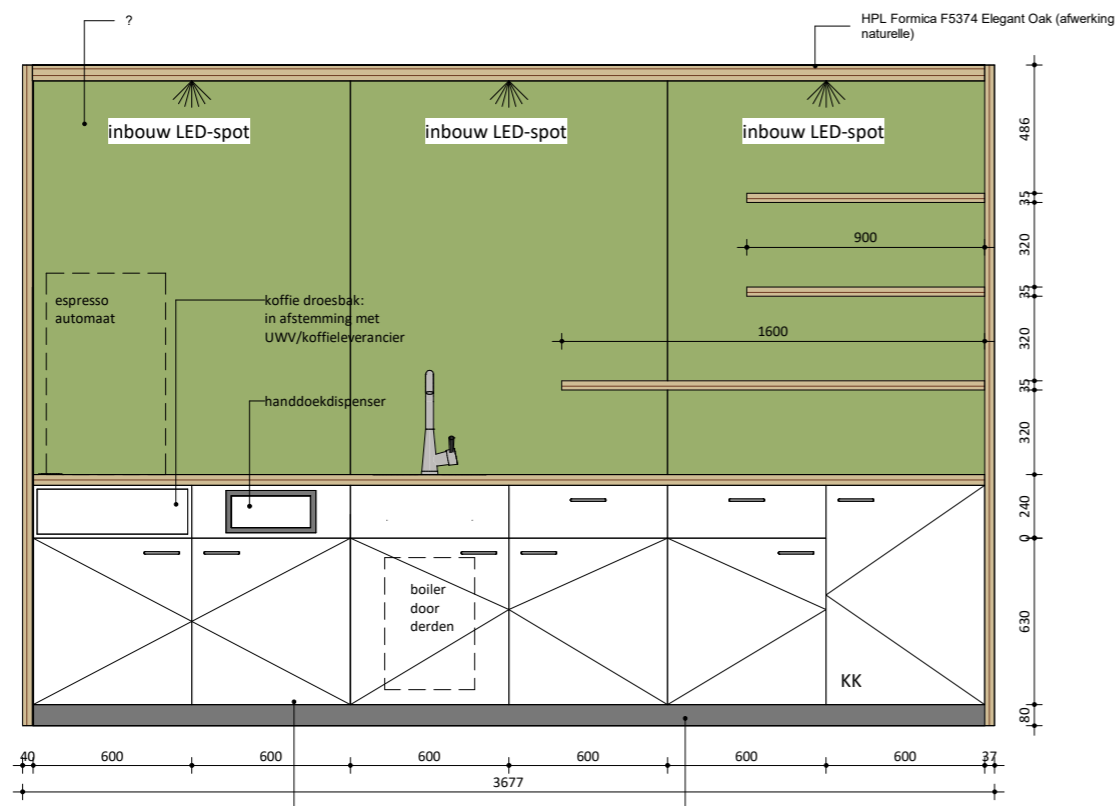 ?
HPL Formica F5374 Elegant Oak (afwerking
naturelle)
inbouw LED-spot
inbouw LED-spot
inbouw LED-spot
486
35
320
900
35
espresso
automaat
koffie droesbak:
in afstemming met
UWV/koffieleverancier
1600
320
35
handdoekdispenser
320
240
0
boiler
door
derden
630
KK
80
40
600
600
600
600
600
600
37
3677